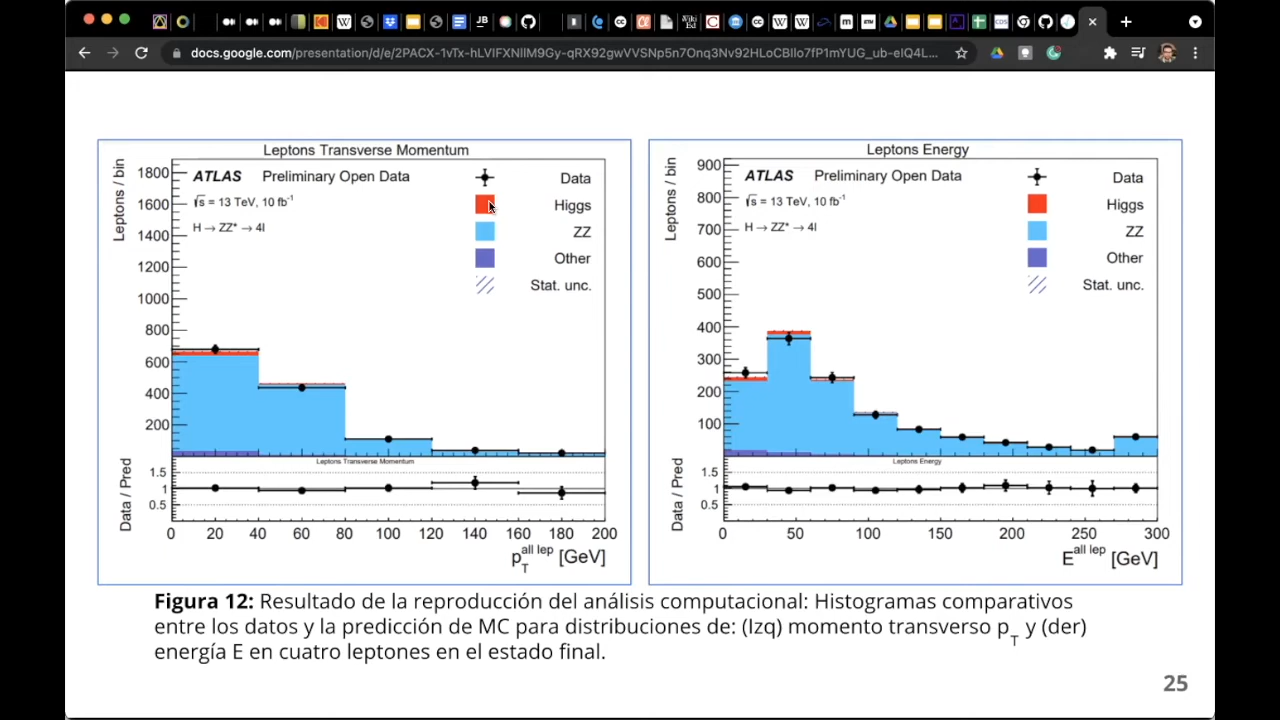 docs.google.com/presentation/d/e/2PACX-1vTx-hLVIFXNIlM9Gy-qRX92gwVVSNp5n7Onq3Nv92HLoCBIlo7fP1mYUG_ub-eIQ4L...
Leptons Transverse Momentum
Leptons / bin
1800
1600
1400
1200
1000
800
600
400
200
ATLAS Preliminary Open Data
√s = 13 TeV, 10 fb-1
H → ZZ* → 4l
Data
Higgs
ZZ
Other
Stat. unc.
Leptons Transverse Momentum
Data / Pred
1.5
1
0.5
0 20 40 60 80 100 120 140 160 180 200
pT all lep [GeV]
Leptons Energy
Leptons / bin
900
800
700
600
500
400
300
200
100
ATLAS Preliminary Open Data
√s = 13 TeV, 10 fb-1
H → ZZ* → 4l
Data
Higgs
ZZ
Other
Stat. unc.
Leptons Energy
Data / Pred
1.5
1
0.5
0 50 100 150 200 250 300
E all lep [GeV]
Figura 12: Resultado de la reproducción del análisis computacional: Histogramas comparativos
entre los datos y la predicción de MC para distribuciones de: (Izq) momento transverso pT y (der)
energía E en cuatro leptones en el estado final.
25